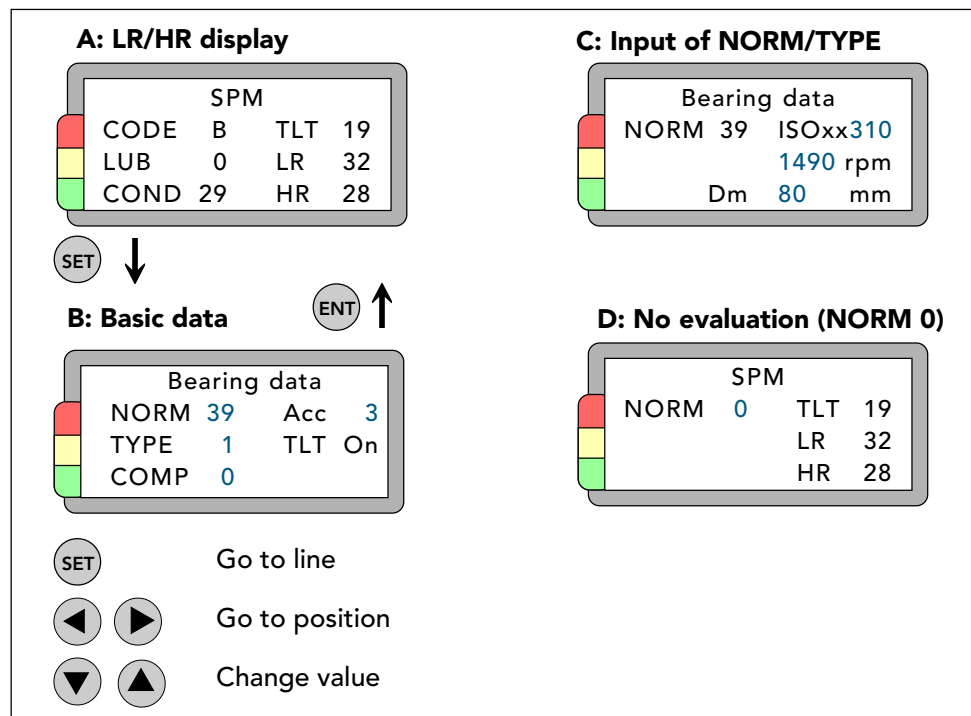 A: LR/HR display
SPM
CODE B TLT 19
LUB 0 LR 32
COND 29 HR 28
SET
ENT
B: Basic data
Bearing data
NORM 39 Acc 3
TYPE 1 TLT On
COMP 0
C: Input of NORM/TYPE
Bearing data
NORM 39 ISOxx310
1490 rpm
Dm 80 mm
D: No evaluation (NORM 0)
SPM
NORM 0 TLT 19
LR 32
HR 28
SET Go to line
Go to position
Change value